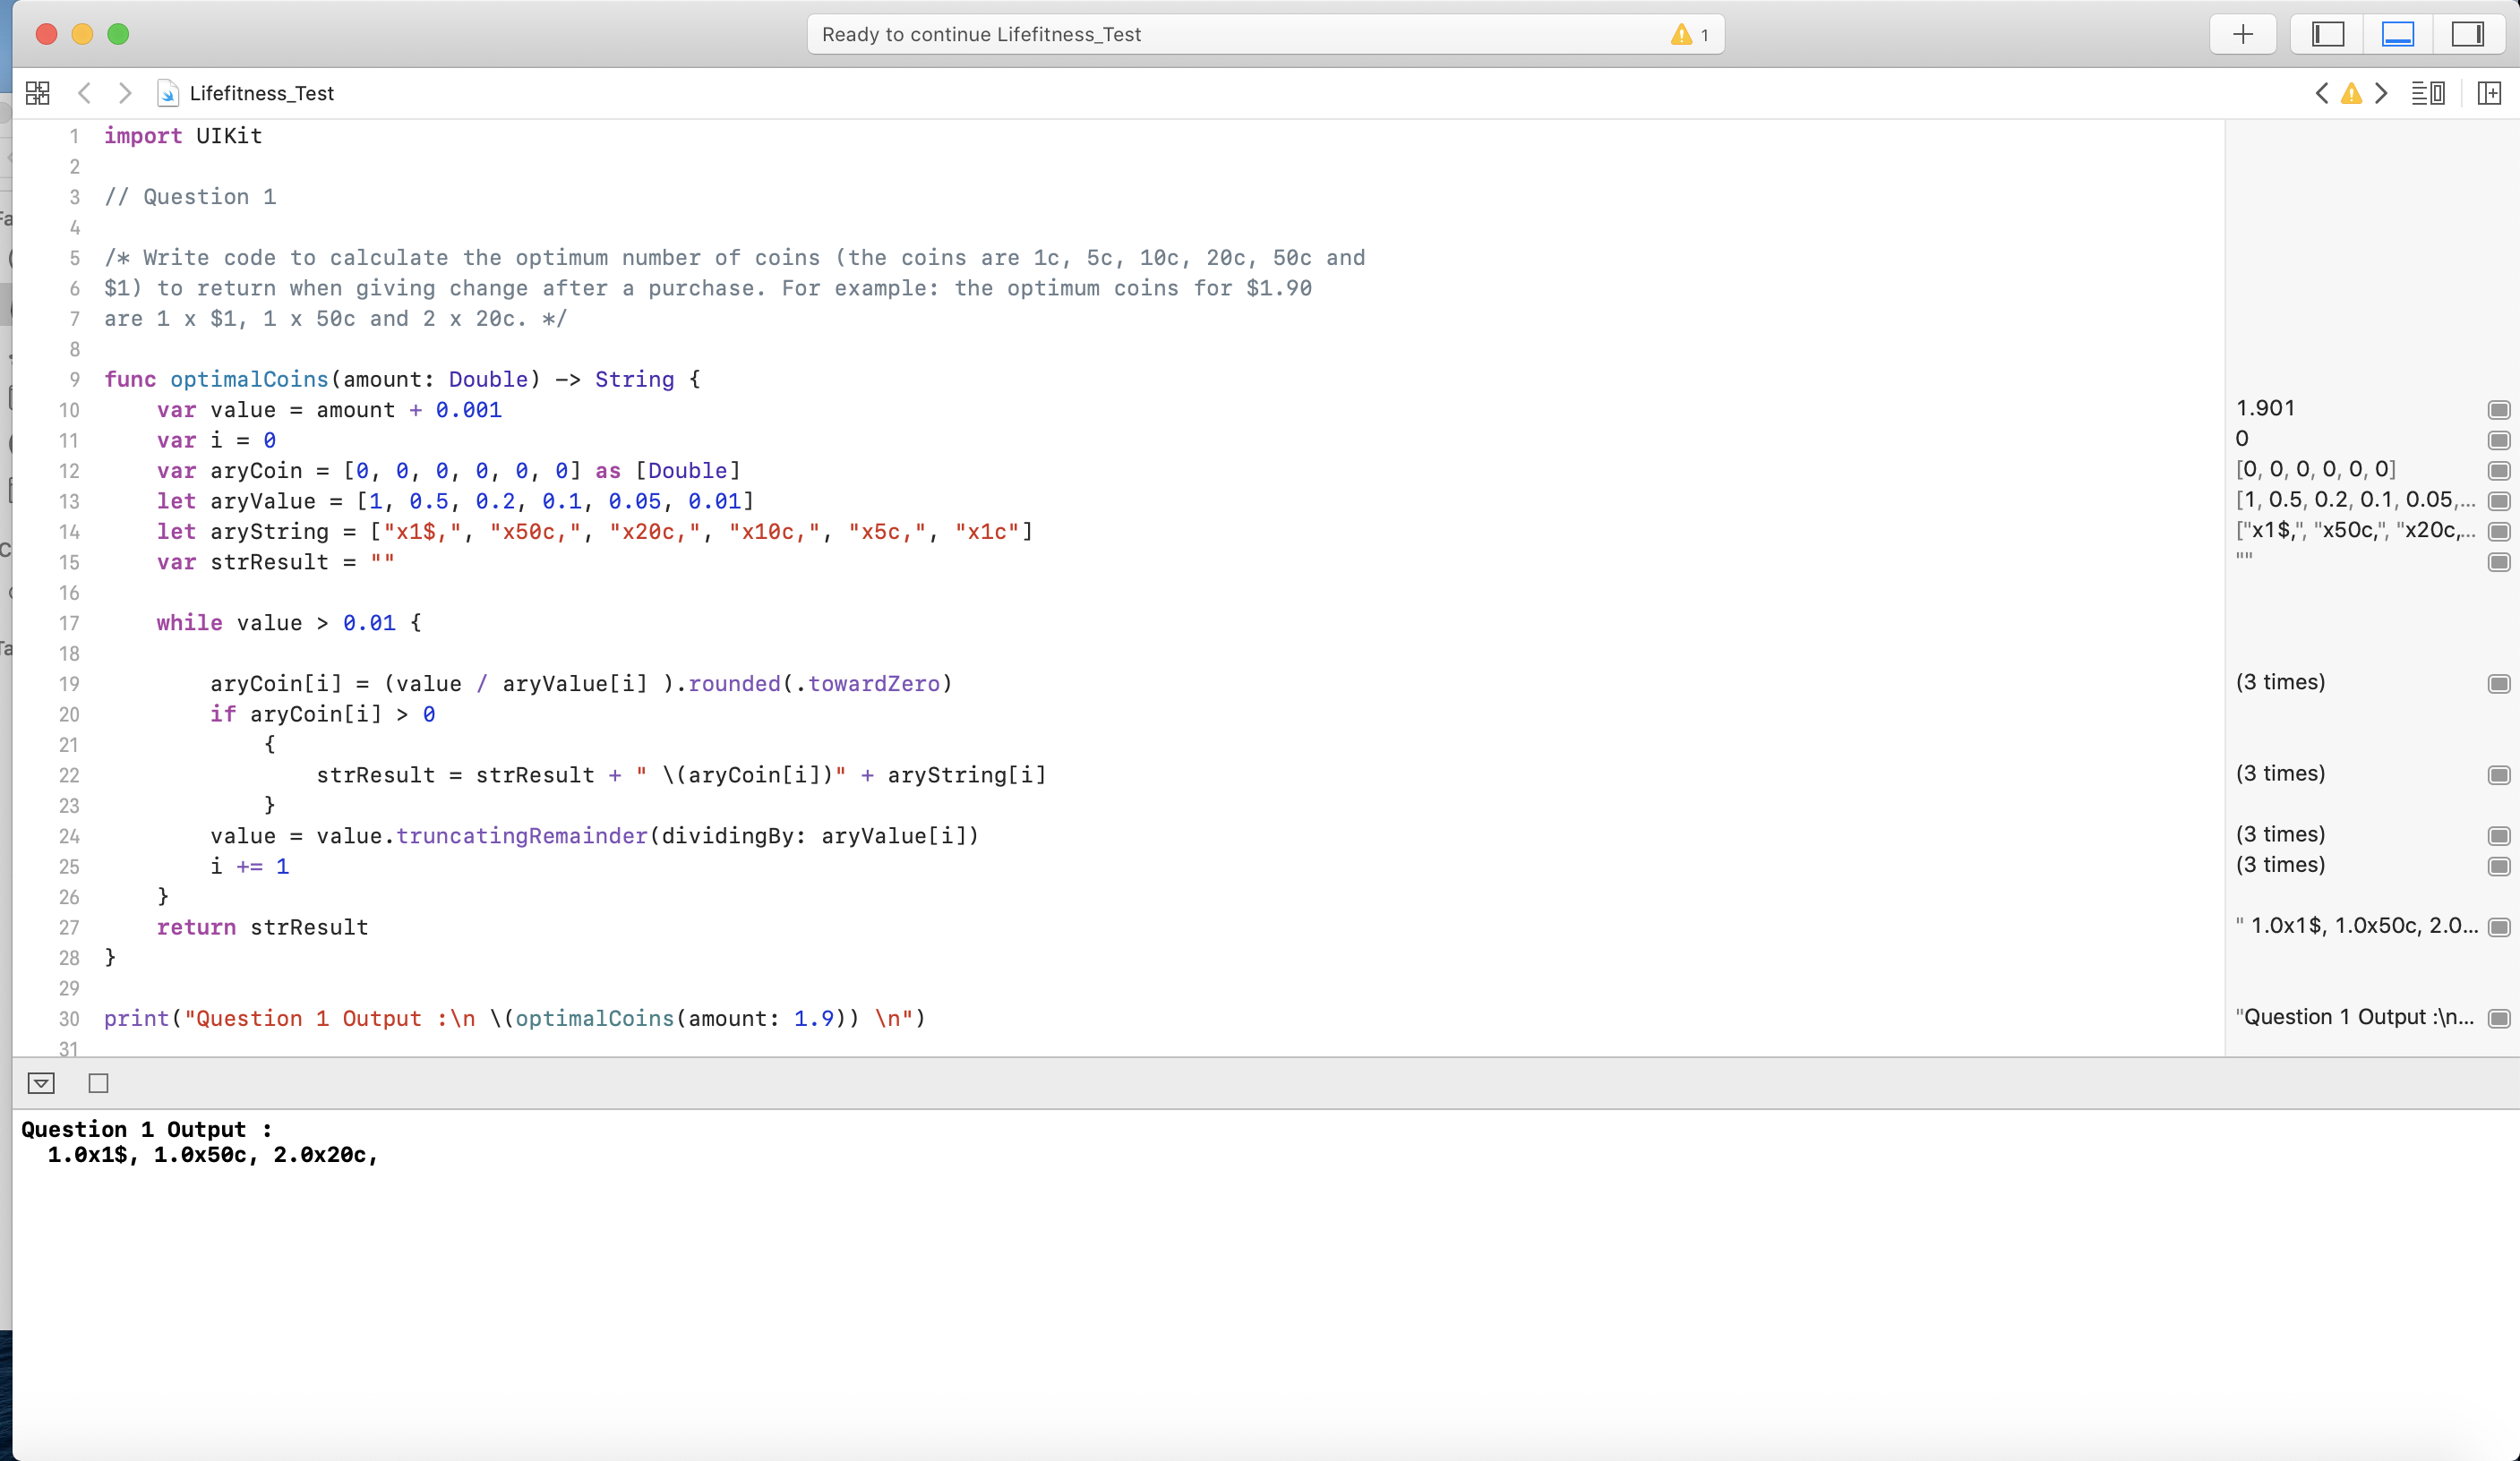 Ready to continue Lifefitness_Test 1
Lifefitness_Test
1 import UIKit
2
3 // Question 1
4
5 /* Write code to calculate the optimum number of coins (the coins are 1c, 5c, 10c, 20c, 50c and
6 $1) to return when giving change after a purchase. For example: the optimum coins for $1.90
7 are 1 x $1, 1 x 50c and 2 x 20c. */
8
9 func optimalCoins(amount: Double) -> String {
10 var value = amount + 0.001 1.901
11 var i = 0 0
12 var aryCoin = [0, 0, 0, 0, 0, 0] as [Double] [0, 0, 0, 0, 0, 0]
13 let aryValue = [1, 0.5, 0.2, 0.1, 0.05, 0.01] [1, 0.5, 0.2, 0.1, 0.05,...
14 let aryString = ["x1$,", "x50c,", "x20c,", "x10c,", "x5c,", "x1c"] ["x1$,", "x50c,", "x20c,...
15 var strResult = "" ""
16
17 while value > 0.01 {
18
19 aryCoin[i] = (value / aryValue[i] ).rounded(.towardZero) (3 times)
20 if aryCoin[i] > 0
21 {
22 strResult = strResult + " \(aryCoin[i])" + aryString[i] (3 times)
23 }
24 value = value.truncatingRemainder(dividingBy: aryValue[i]) (3 times)
25 i += 1 (3 times)
26 }
27 return strResult " 1.0x1$, 1.0x50c, 2.0...
28 }
29
30 print("Question 1 Output :\n \(optimalCoins(amount: 1.9)) \n") "Question 1 Output :\n...
31
Question 1 Output :
1.0x1$, 1.0x50c, 2.0x20c,